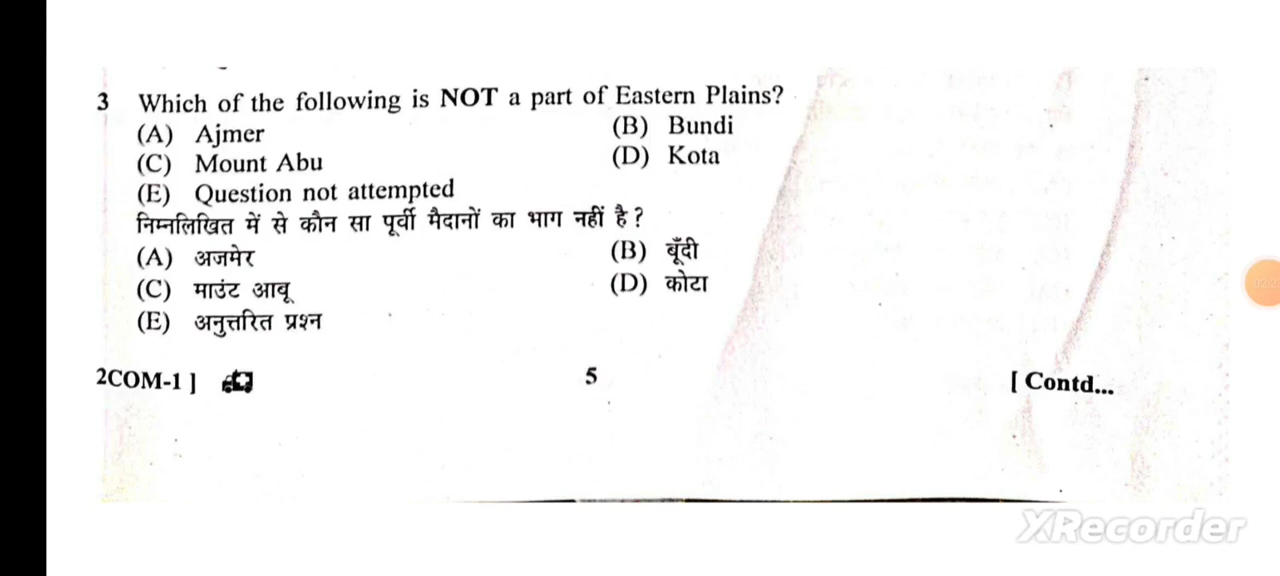 3 Which of the following is NOT a part of Eastern Plains?
(A) Ajmer (B) Bundi
(C) Mount Abu (D) Kota
(E) Question not attempted
निम्नलिखित में से कौन सा पूर्वी मैदानों का भाग नहीं है ?
(A) अजमेर (B) बूँदी
(C) माउंट आबू (D) कोटा
(E) अनुत्तरित प्रश्न
2COM-1 ] 5 [ Contd...
XRecorder